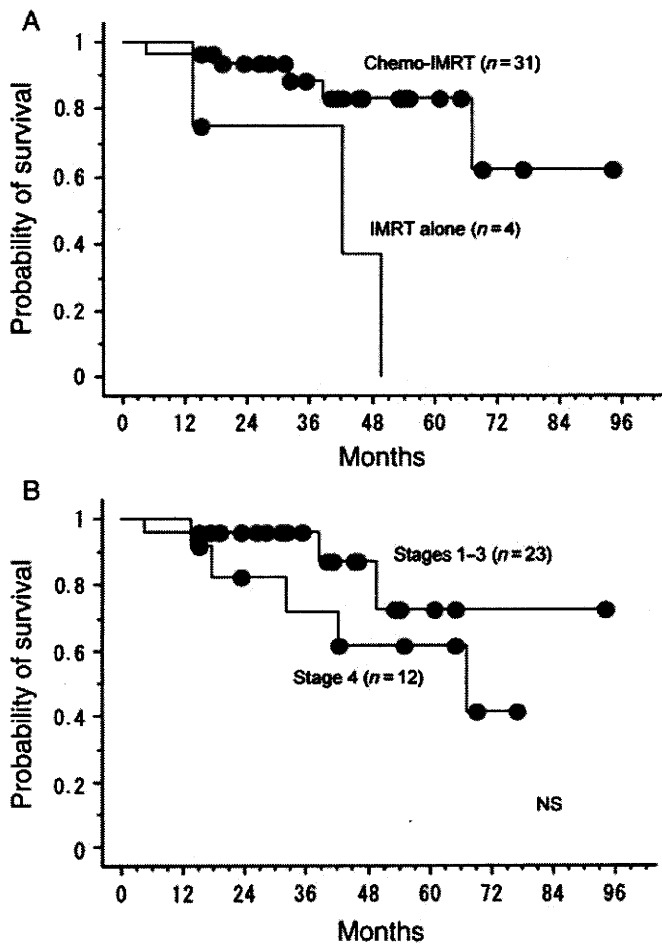 A
Probability of survival
1
0.8
0.6
0.4
0.2
0
Chemo-IMRT (n=31)
IMRT alone (n=4)
0 12 24 36 48 60 72 84 96
Months
B
Probability of survival
1
0.8
0.6
0.4
0.2
0
Stages 1–3 (n=23)
Stage 4 (n=12)
NS
0 12 24 36 48 60 72 84 96
Months